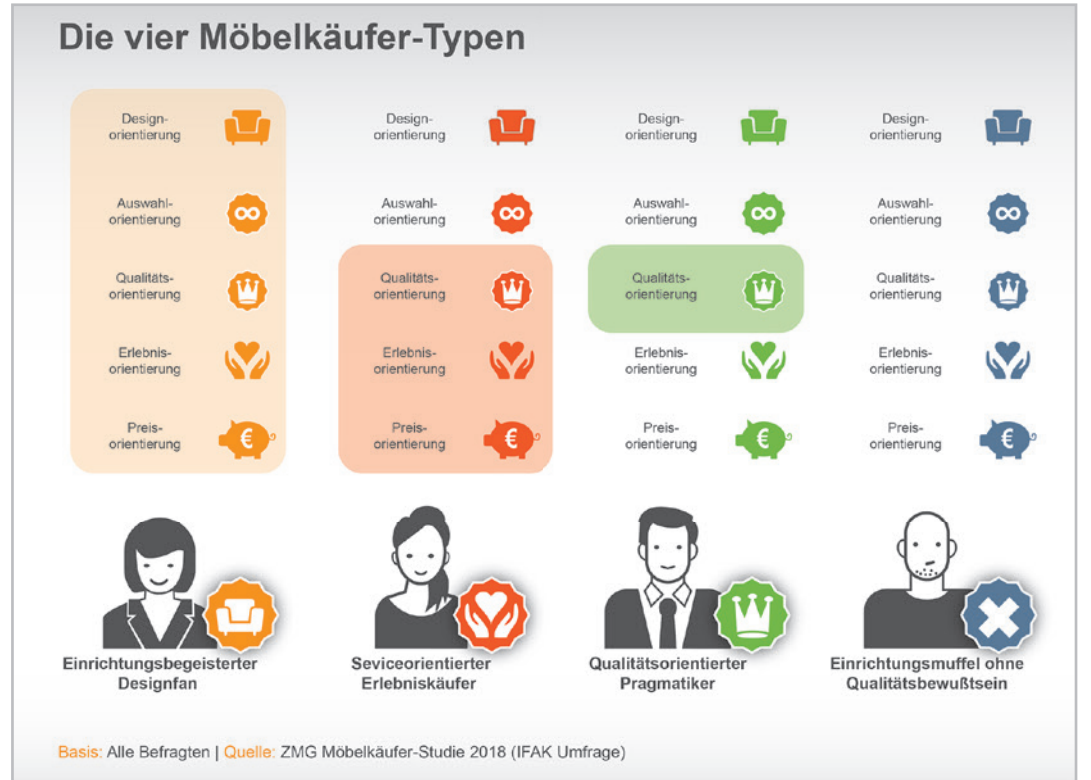 Die vier Möbelkäufer-Typen
Design-
orientierung
Auswahl-
orientierung
Qualitäts-
orientierung
Erlebnis-
orientierung
Preis-
orientierung
€
Einrichtungsbegeisterter
Designfan
Design-
orientierung
Auswahl-
orientierung
Qualitäts-
orientierung
Erlebnis-
orientierung
Preis-
orientierung
€
Seviceorientierter
Erlebniskäufer
Design-
orientierung
Auswahl-
orientierung
Qualitäts-
orientierung
Erlebnis-
orientierung
Preis-
orientierung
€
Qualitätsorientierter
Pragmatiker
Design-
orientierung
Auswahl-
orientierung
Qualitäts-
orientierung
Erlebnis-
orientierung
Preis-
orientierung
€
Einrichtungsmuffel ohne
Qualitätsbewußtsein
Basis: Alle Befragten | Quelle: ZMG Möbelkäufer-Studie 2018 (IFAK Umfrage)